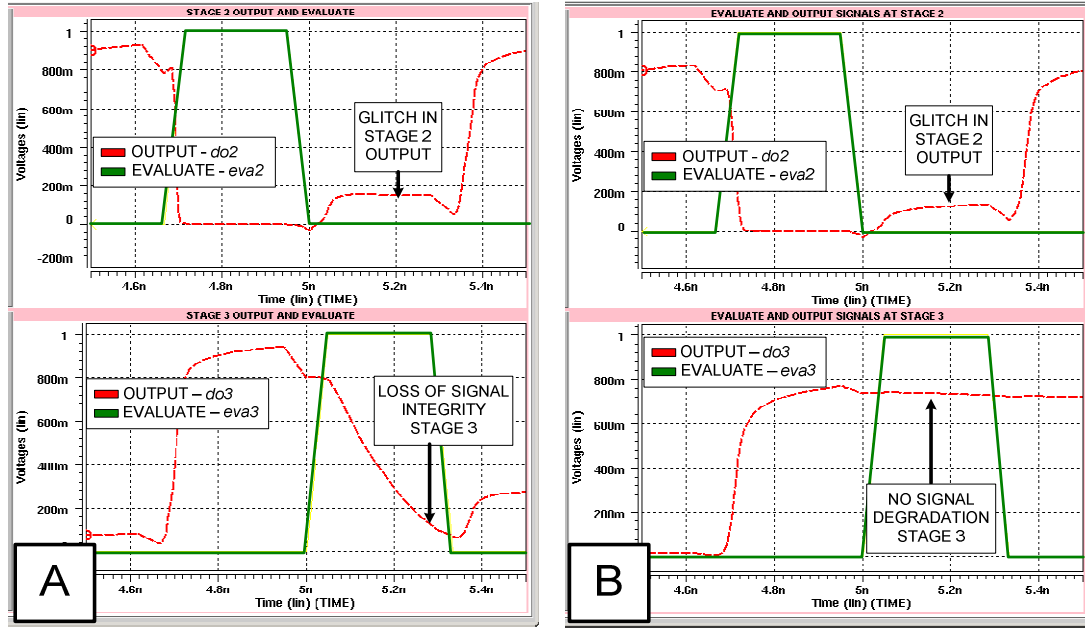 STAGE 2 OUTPUT AND EVALUATE
Voltages (lin)
1
800m
600m
400m
200m
0
-200m
OUTPUT - do2
EVALUATE - eva2
GLITCH IN
STAGE 2
OUTPUT
4.6n 4.8n 5n 5.2n 5.4n
Time (lin) (TIME)
STAGE 3 OUTPUT AND EVALUATE
Voltages (lin)
1
800m
600m
400m
200m
OUTPUT – do3
EVALUATE – eva3
LOSS OF SIGNAL
INTEGRITY
STAGE 3
4.6n 4.8n 5n 5.2n 5.4n
Time (lin) (TIME)
A
EVALUATE AND OUTPUT SIGNALS AT STAGE 2
Voltages (lin)
1
800m
600m
400m
200m
0
OUTPUT - do2
EVALUATE - eva2
GLITCH IN
STAGE 2
OUTPUT
4.6n 4.8n 5n 5.2n 5.4n
Time (lin) (TIME)
EVALUATE AND OUTPUT SIGNALS AT STAGE 3
Voltages (lin)
1
800m
600m
400m
200m
0
OUTPUT – do3
EVALUATE – eva3
NO SIGNAL
DEGRADATION
STAGE 3
4.6n 4.8n 5n 5.2n 5.4n
Time (lin) (TIME)
B